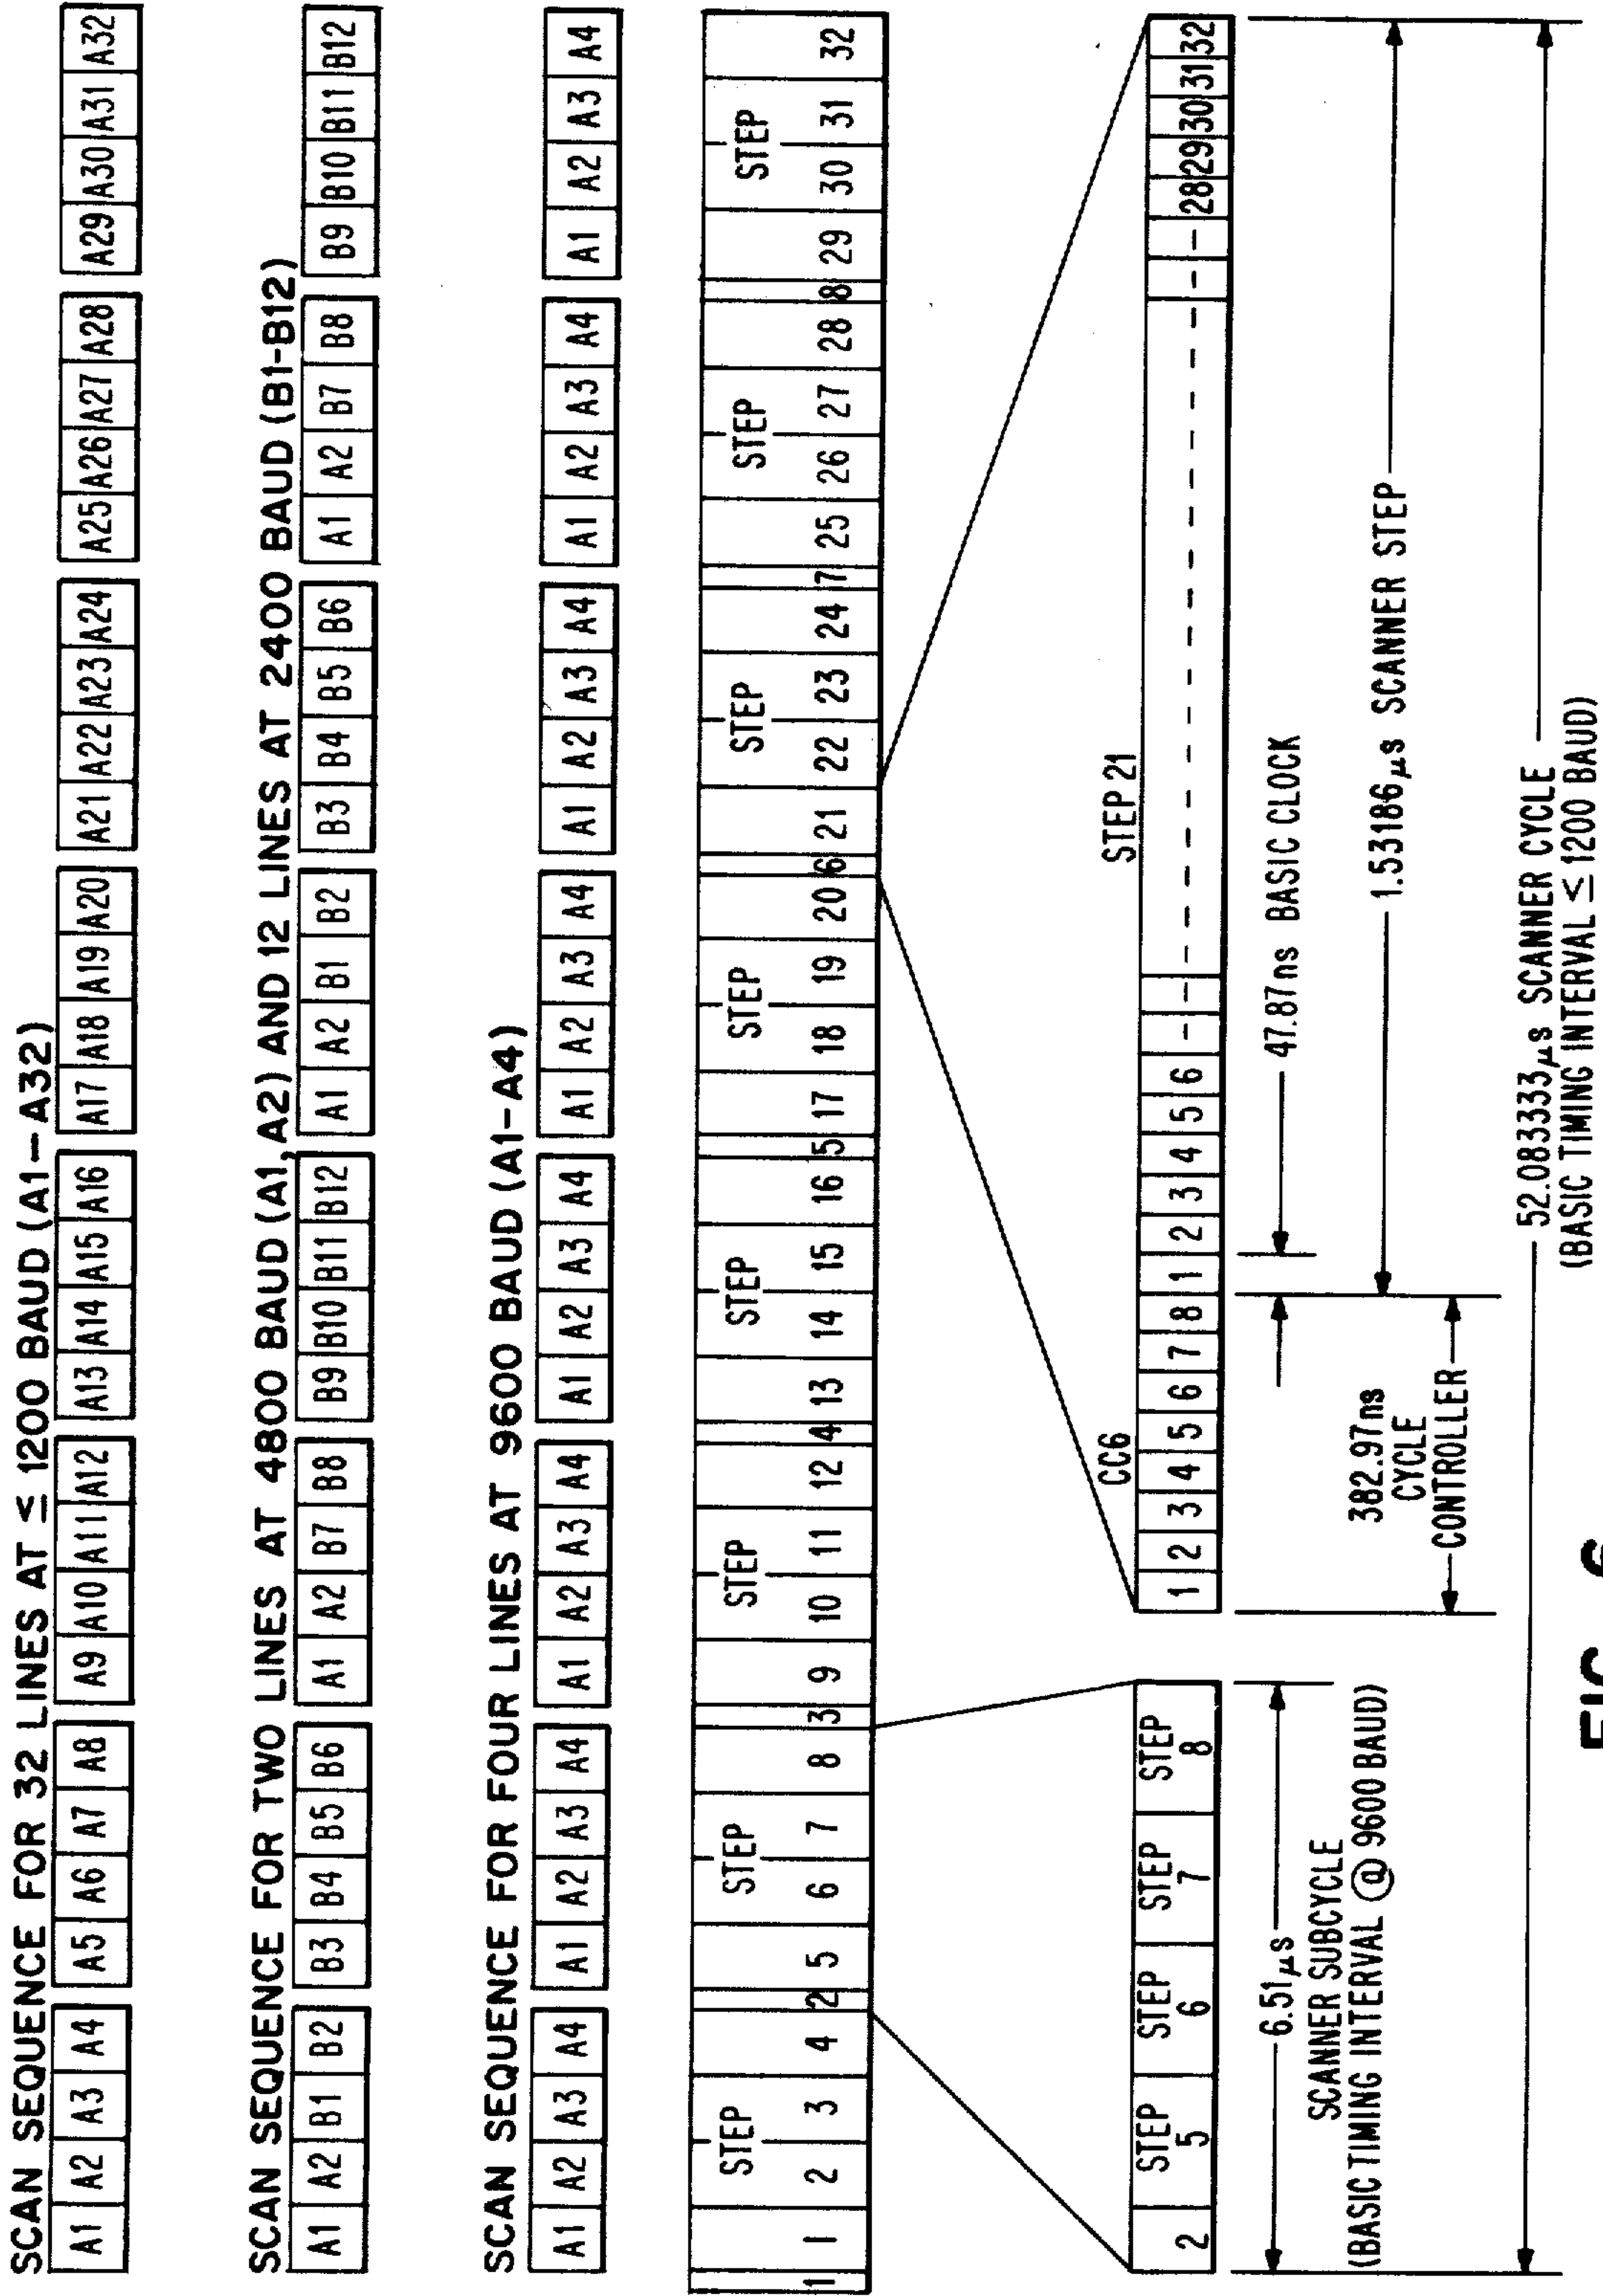 SCAN SEQUENCE FOR 32 LINES AT ≤ 1200 BAUD (A1–A32)
A1 A2 A3 A4 A5 A6 A7 A8 A9 A10 A11 A12 A13 A14 A15 A16 A17 A18 A19 A20 A21 A22 A23 A24 A25 A26 A27 A28 A29 A30 A31 A32
SCAN SEQUENCE FOR TWO LINES AT 4800 BAUD (A1, A2) AND 12 LINES AT 2400 BAUD (B1-B12)
A1 A2 B1 B2 B3 B4 B5 B6 A1 A2 B7 B8 B9 B10 B11 B12 A1 A2 B1 B2 B3 B4 B5 B6 A1 A2 B7 B8 B9 B10 B11 B12
SCAN SEQUENCE FOR FOUR LINES AT 9600 BAUD (A1-A4)
A1 A2 A3 A4 A1 A2 A3 A4 A1 A2 A3 A4 A1 A2 A3 A4 A1 A2 A3 A4 A1 A2 A3 A4 A1 A2 A3 A4 A1 A2 A3 A4
STEP STEP STEP STEP STEP STEP STEP STEP
1 1 2 3 4 2 5 6 7 8 3 9 10 11 12 4 13 14 15 16 5 17 18 19 20 6 21 22 23 24 7 25 26 27 28 8 29 30 31 32
CC6 STEP 21
STEP STEP STEP STEP
2 5 6 7 8
1 2 3 4 5 6 7 8 1 2 3 4 5 6 – – – – – – – – – – – – – – – 28 29 30 31 32
6.51 µs
SCANNER SUBCYCLE
(BASIC TIMING INTERVAL @ 9600 BAUD)
47.87ns BASIC CLOCK
382.97ns
CYCLE
CONTROLLER
1.53186 µs SCANNER STEP
52.083333 µs SCANNER CYCLE
(BASIC TIMING INTERVAL ≤ 1200 BAUD)